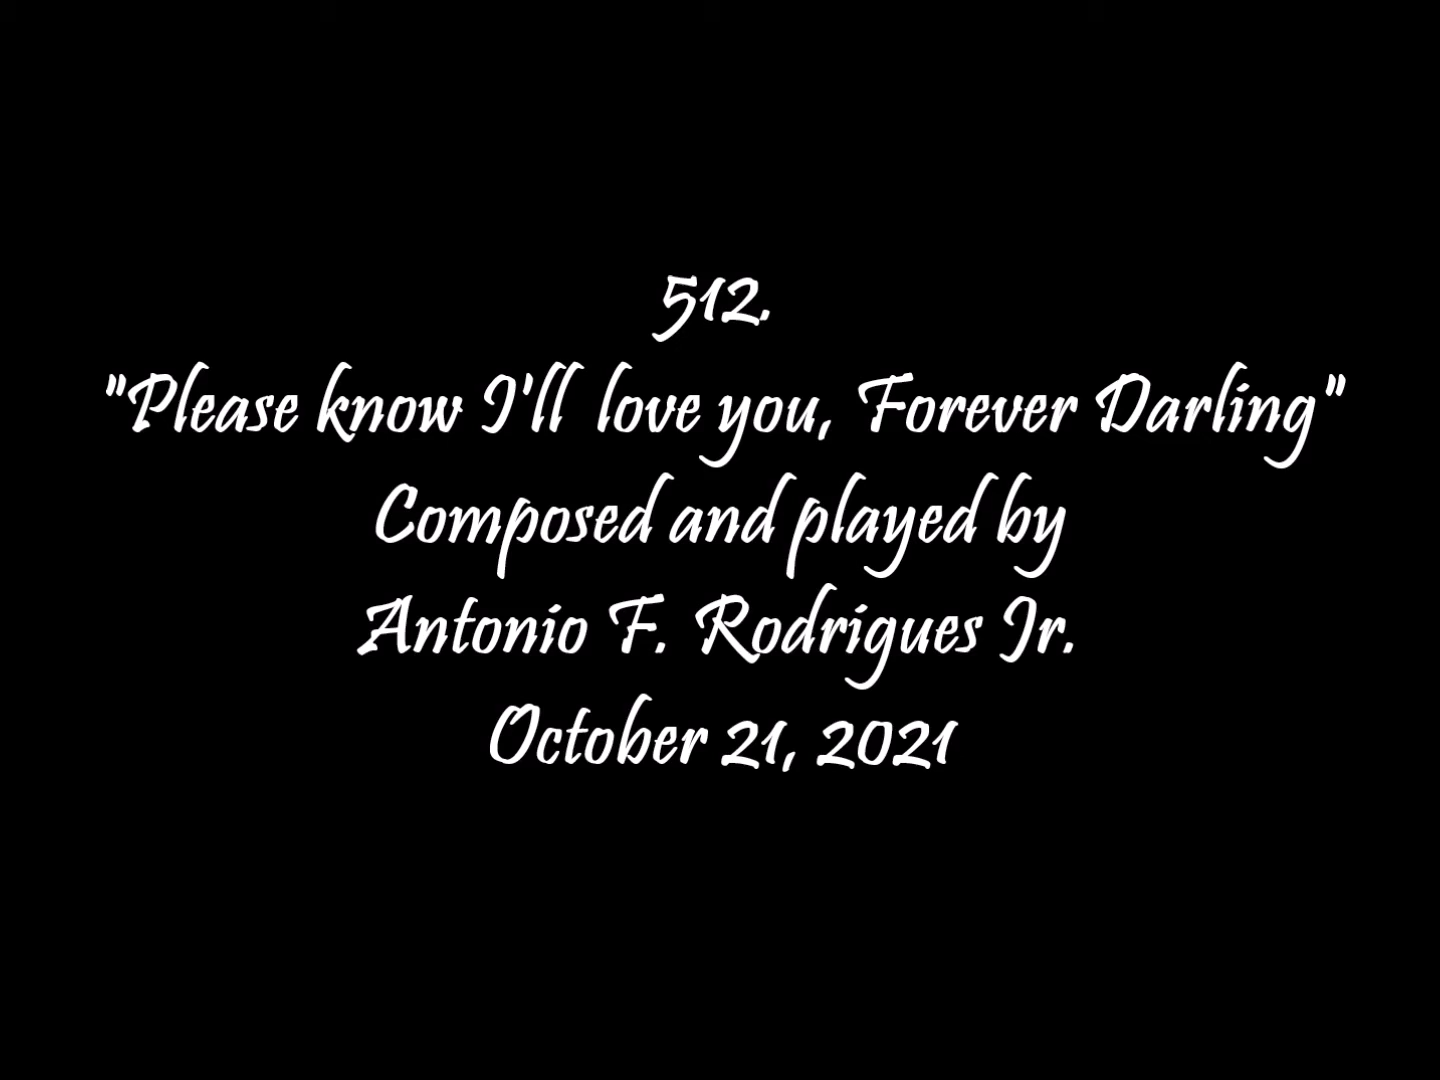 512.
"Please know I'll love you, Forever Darling"
Composed and played by
Antonio F. Rodrigues Jr.
October 21, 2021